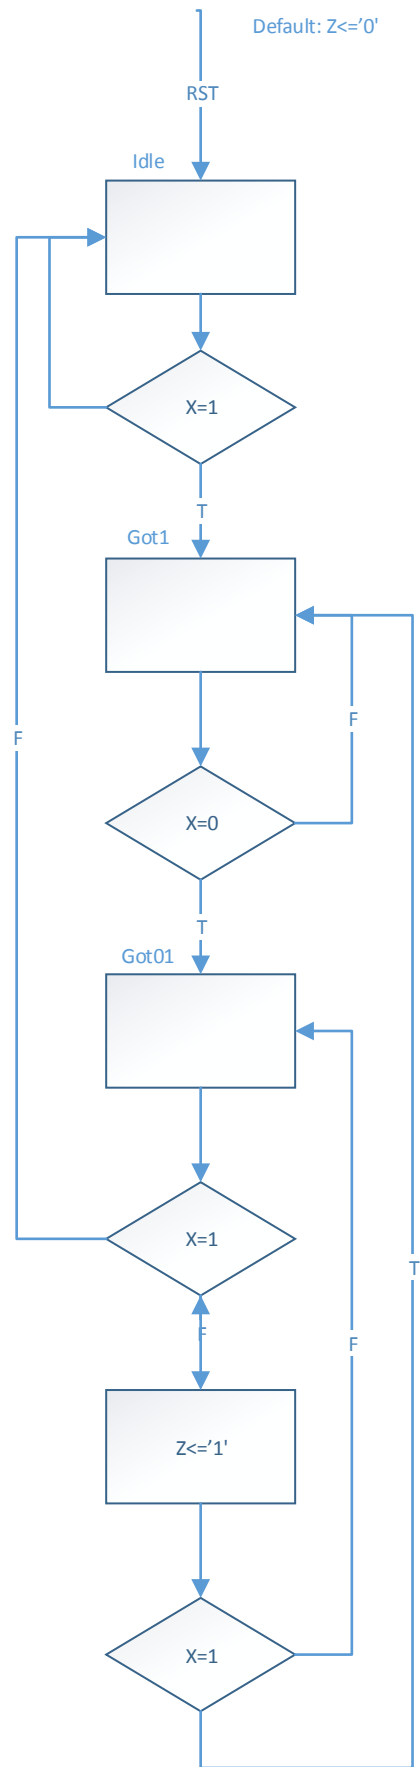 Default: Z<='0'
RST
Idle
X=1
T
Got1
F
F
X=0
T
Got01
X=1
T
F
F
Z<='1'
X=1